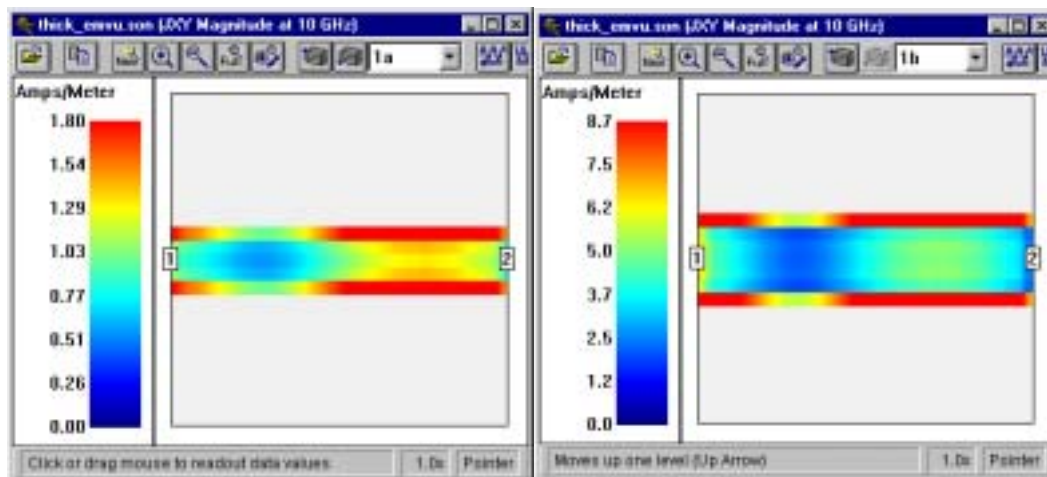 thick_emvu.son (JXY Magnitude at 10 GHz)
1a
Amps/Meter
1.80
1.54
1.29
1.03
0.77
0.51
0.26
0.00
1
2
Click or drag mouse to readout data values.
1.0x
Pointer
thick_emvu.son (JXY Magnitude at 10 GHz)
1b
Amps/Meter
8.7
7.5
6.2
5.0
3.7
2.5
1.2
0.0
1
2
Moves up one level (Up Arrow)
1.0x
Pointer